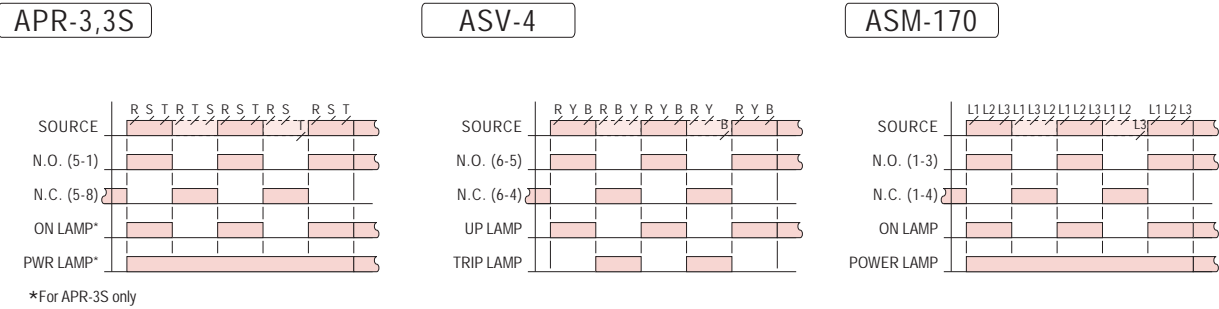 APR-3,3S
R S T R T S R S T R S T R S T
SOURCE
N.O. (5-1)
N.C. (5-8)
ON LAMP*
PWR LAMP*
*For APR-3S only
ASV-4
R Y B R B Y R Y B R Y B R Y B
SOURCE
N.O. (6-5)
N.C. (6-4)
UP LAMP
TRIP LAMP
ASM-170
L1 L2 L3 L1 L3 L2 L1 L2 L3 L1 L2 L3 L1 L2 L3
SOURCE
N.O. (1-3)
N.C. (1-4)
ON LAMP
POWER LAMP